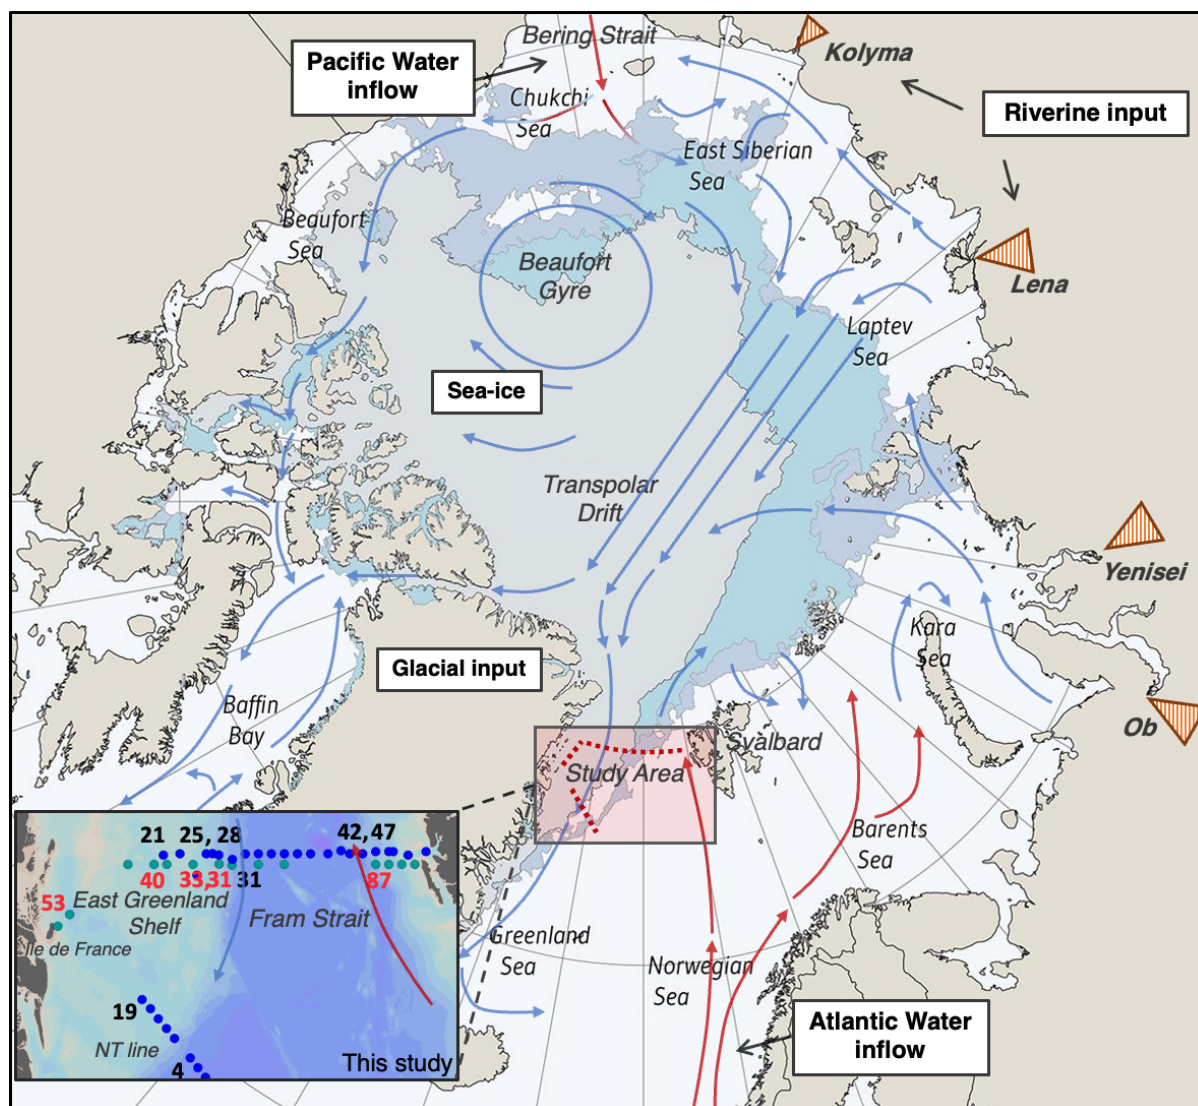 Bering Strait
Kolyma
Pacific Water
inflow
Chukchi
Sea
Riverine input
East Siberian
Sea
Beaufort
Sea
Beaufort
Gyre
Lena
Laptev
Sea
Sea-ice
Transpolar
Drift
Yenisei
Kara
Sea
Glacial input
Baffin
Bay
Ob
Svalbard
Study Area
Barents
Sea
21 25, 28 42, 47
40 33,31 31 87
53
East Greenland
Shelf
Fram Strait
Ile de France
Greenland
Sea
Norwegian
Sea
19
NT line
4
This study
Atlantic Water
inflow